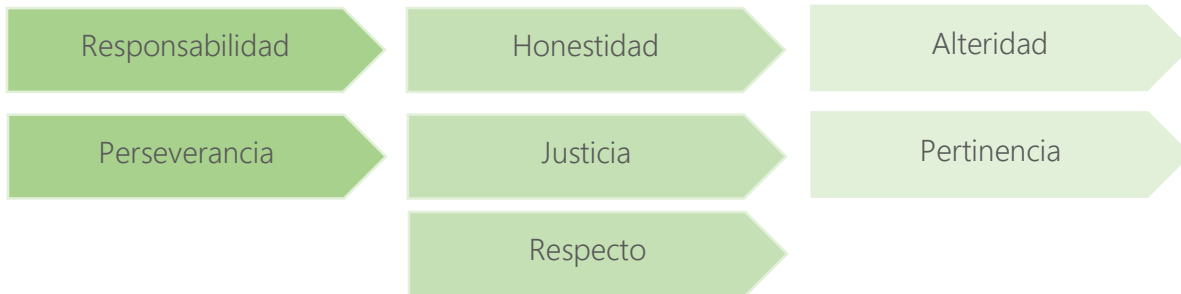 Responsabilidad
Honestidad
Alteridad
Perseverancia
Justicia
Pertinencia
Respecto